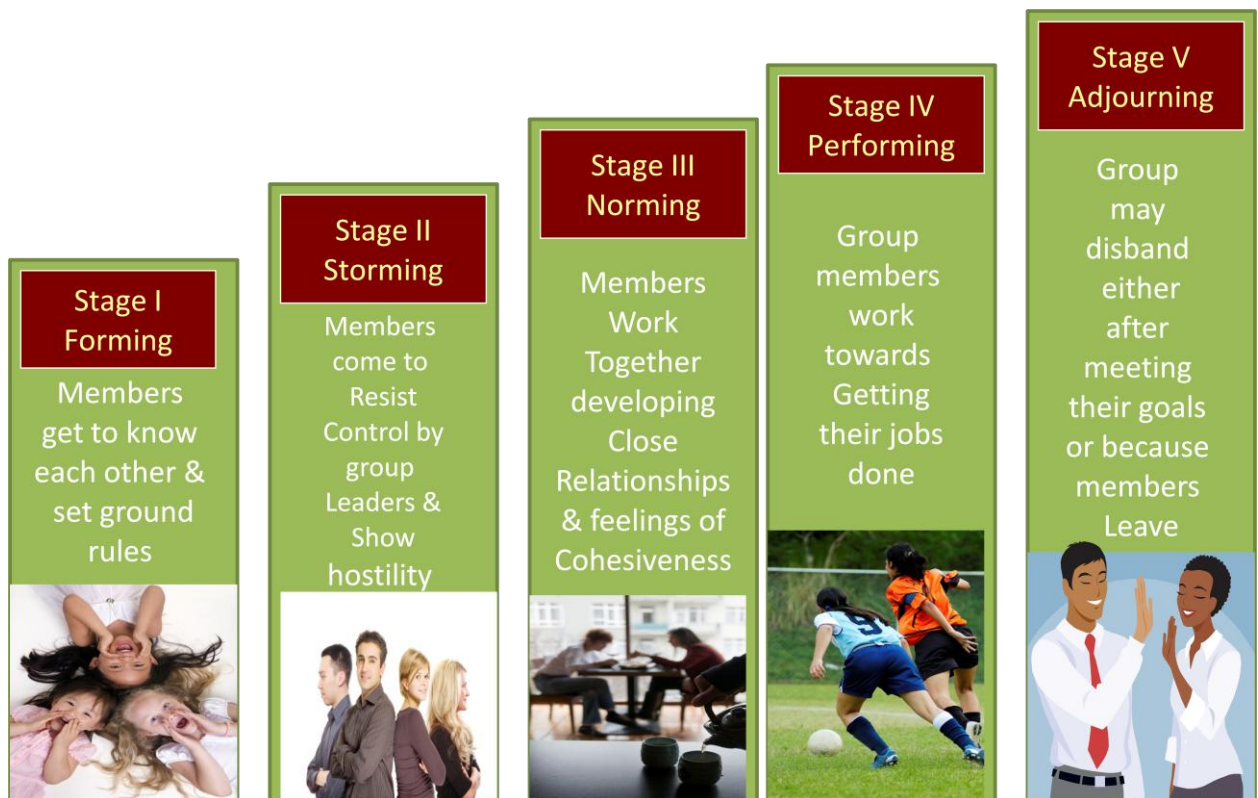 Stage I
Forming
Members
get to know
each other &
set ground
rules
Stage II
Storming
Members
come to
Resist
Control by
group
Leaders &
Show
hostility
Stage III
Norming
Members
Work
Together
developing
Close
Relationships
& feelings of
Cohesiveness
Stage IV
Performing
Group
members
work
towards
Getting
their jobs
done
9
Stage V
Adjourning
Group
may
disband
either
after
meeting
their goals
or because
members
Leave